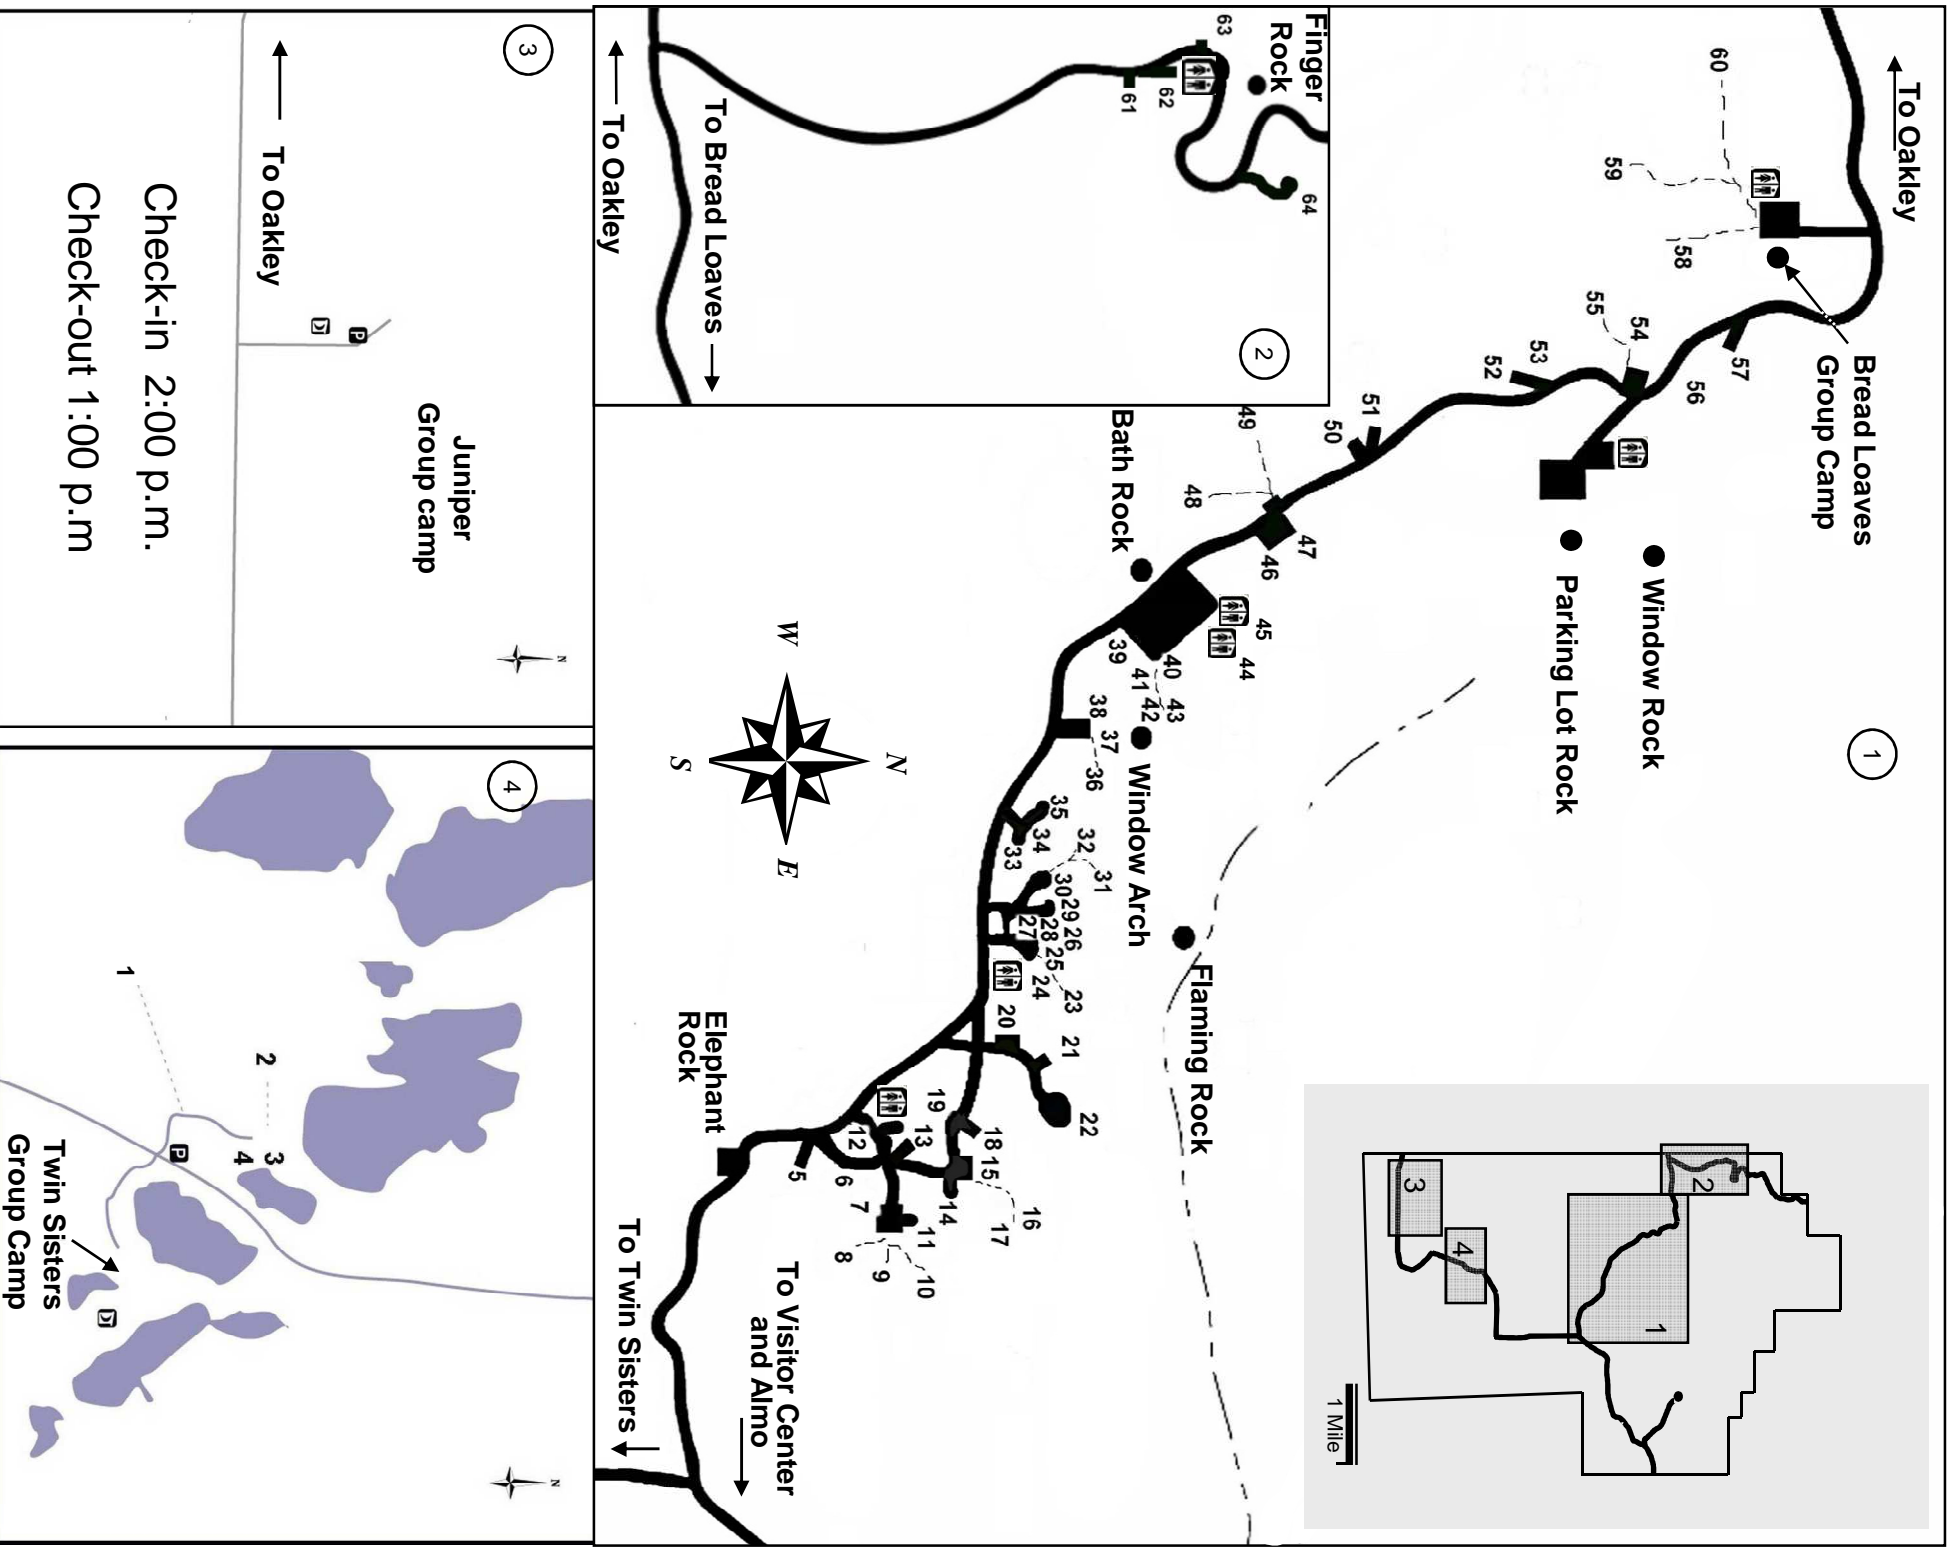 1
To Oakley
Bread Loaves
Group Camp
Window Rock
Parking Lot Rock
60
59
58
57
56
55
54
53
52
51
50
49
48
47
46
Bath Rock
45
44
39
40
41
42
43
38
37
36
Window Arch
35
34
33
32
31
30
29
28
27
26
25
24
23
Flaming Rock
20
21
22
19
18
15
13
12
14
16
17
5
6
7
11
8
9
10
Elephant
Rock
To Visitor Center
and Almo
To Twin Sisters
W
N
S
E
2
Finger
Rock
63
62
61
64
To Bread Loaves
To Oakley
3
Juniper
Group camp
To Oakley
D
P
N
Check-in 2:00 p.m.
Check-out 1:00 p.m
4
1
2
3
4
P
D
Twin Sisters
Group Camp
N
2
3
4
1
1 Mile